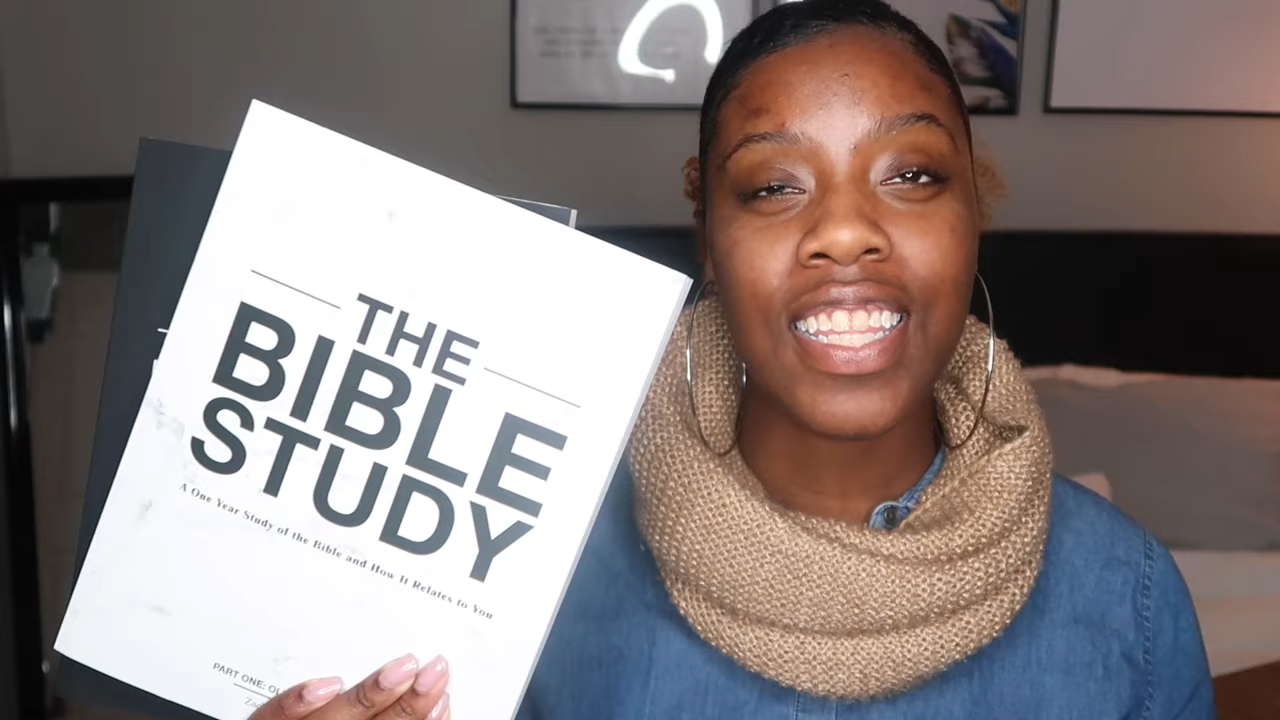 THE
BIBLE
STUDY
A One Year Study of the Bible and How It Relates to You
PART ONE: